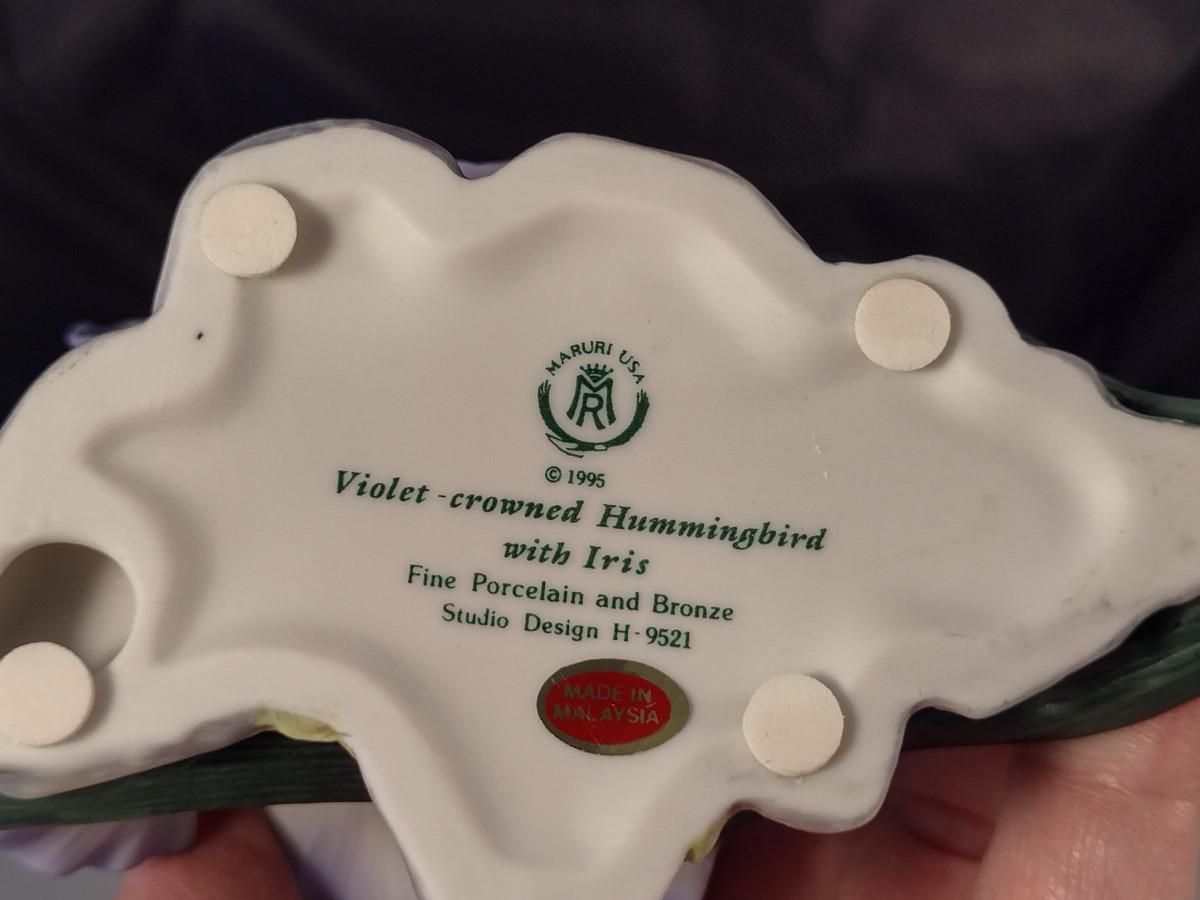 MARURI USA
MR
© 1995
Violet-crowned Hummingbird
with Iris
Fine Porcelain and Bronze
Studio Design H-9521
MADE IN
MALAYSIA